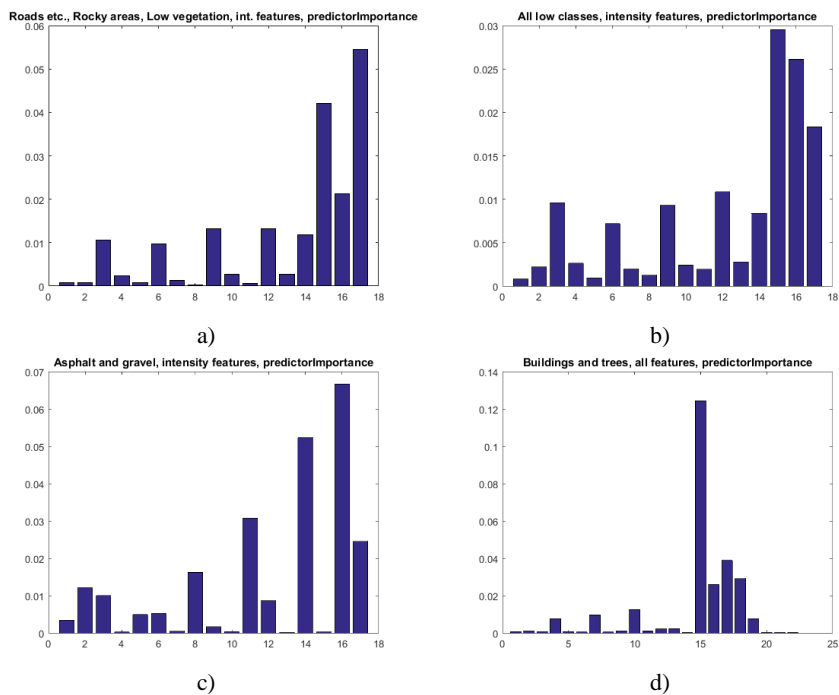 Roads etc., Rocky areas, Low vegetation, int. features, predictorImportance
0.06
0.05
0.04
0.03
0.02
0.01
0
0 2 4 6 8 10 12 14 16 18
a)
All low classes, intensity features, predictorImportance
0.03
0.025
0.02
0.015
0.01
0.005
0
0 2 4 6 8 10 12 14 16 18
b)
Asphalt and gravel, intensity features, predictorImportance
0.07
0.06
0.05
0.04
0.03
0.02
0.01
0
0 2 4 6 8 10 12 14 16 18
c)
Buildings and trees, all features, predictorImportance
0.14
0.12
0.1
0.08
0.06
0.04
0.02
0
0 5 10 15 20 25
d)